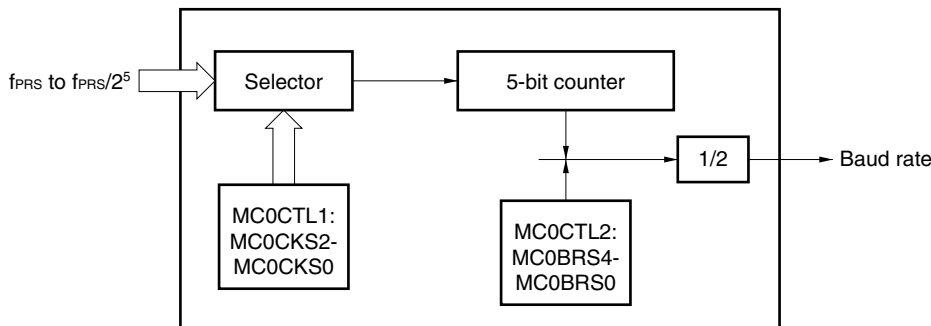 fPRS to fPRS/2⁵
Selector
5-bit counter
1/2
Baud rate
MC0CTL1:
MC0CKS2-
MC0CKS0
MC0CTL2:
MC0BRS4-
MC0BRS0